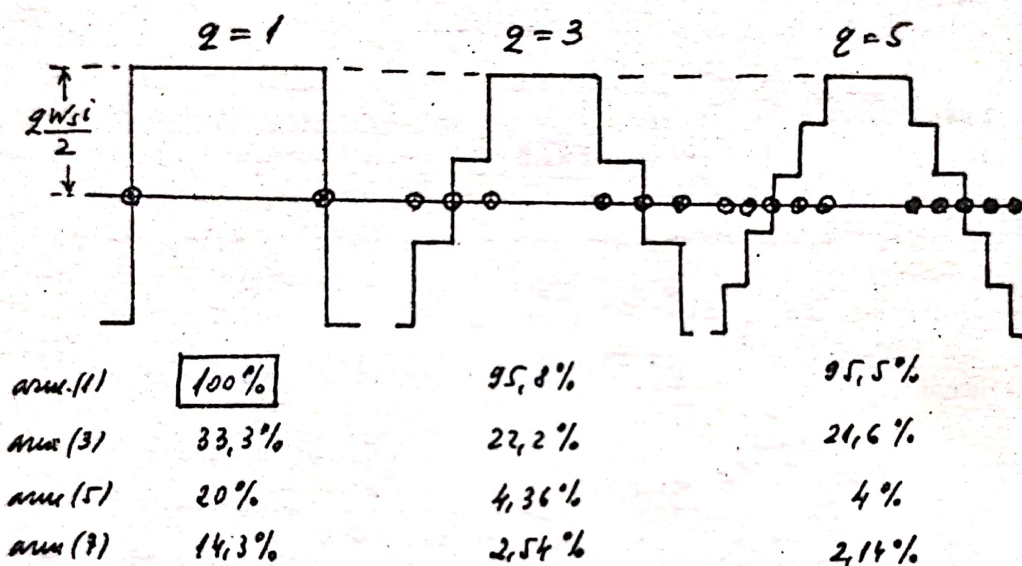 q=1 q=3 q=5
q Wsi
2
arm.(1) 100% 95,8% 95,5%
arm (3) 33,3% 22,2% 21,6%
arm (5) 20% 4,36% 4%
arm (7) 14,3% 2,54% 2,14%